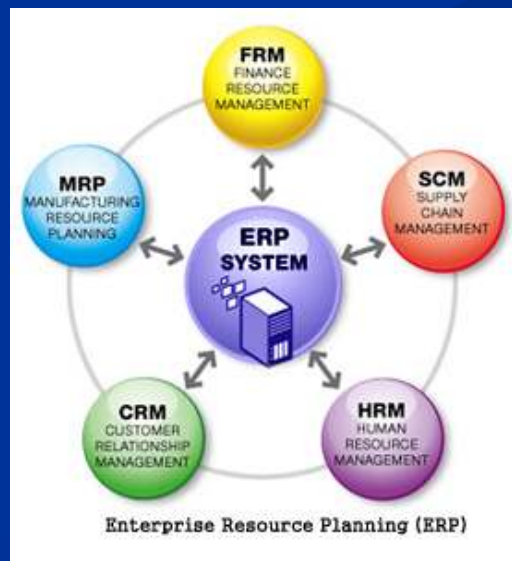 FRM
FINANCE
RESOURCE
MANAGEMENT
MRP
MANUFACTURING
RESOURCE
PLANNING
SCM
SUPPLY
CHAIN
MANAGEMENT
ERP
SYSTEM
CRM
CUSTOMER
RELATIONSHIP
MANAGEMENT
HRM
HUMAN
RESOURCE
MANAGEMENT
Enterprise Resource Planning (ERP)